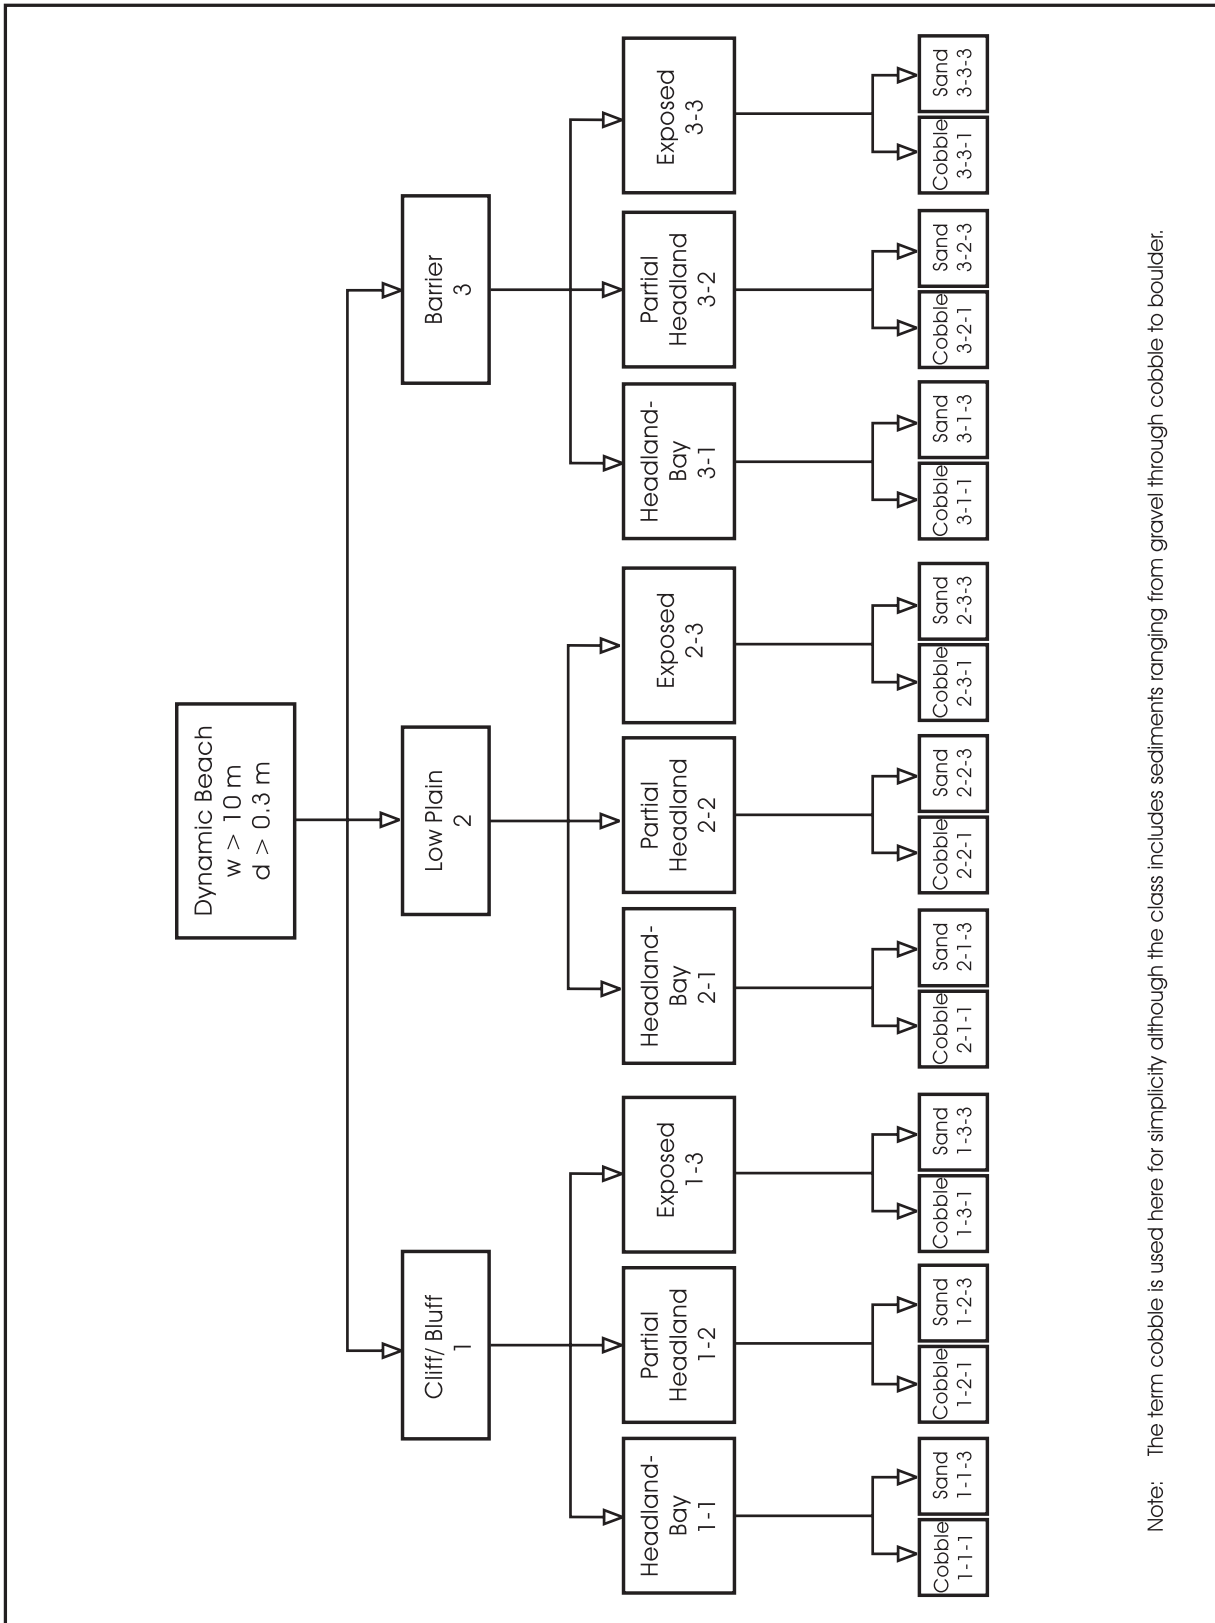 Dynamic Beach
w > 10 m
d > 0.3 m
Cliff/ Bluff
1
Low Plain
2
Barrier
3
Headland-
Bay
1-1
Partial
Headland
1-2
Exposed
1-3
Headland-
Bay
2-1
Partial
Headland
2-2
Exposed
2-3
Headland-
Bay
3-1
Partial
Headland
3-2
Exposed
3-3
Cobble
1-1-1
Sand
1-1-3
Cobble
1-2-1
Sand
1-2-3
Cobble
1-3-1
Sand
1-3-3
Cobble
2-1-1
Sand
2-1-3
Cobble
2-2-1
Sand
2-2-3
Cobble
2-3-1
Sand
2-3-3
Cobble
3-1-1
Sand
3-1-3
Cobble
3-2-1
Sand
3-2-3
Cobble
3-3-1
Sand
3-3-3
Note: The term cobble is used here for simplicity although the class includes sediments ranging from gravel through cobble to boulder.